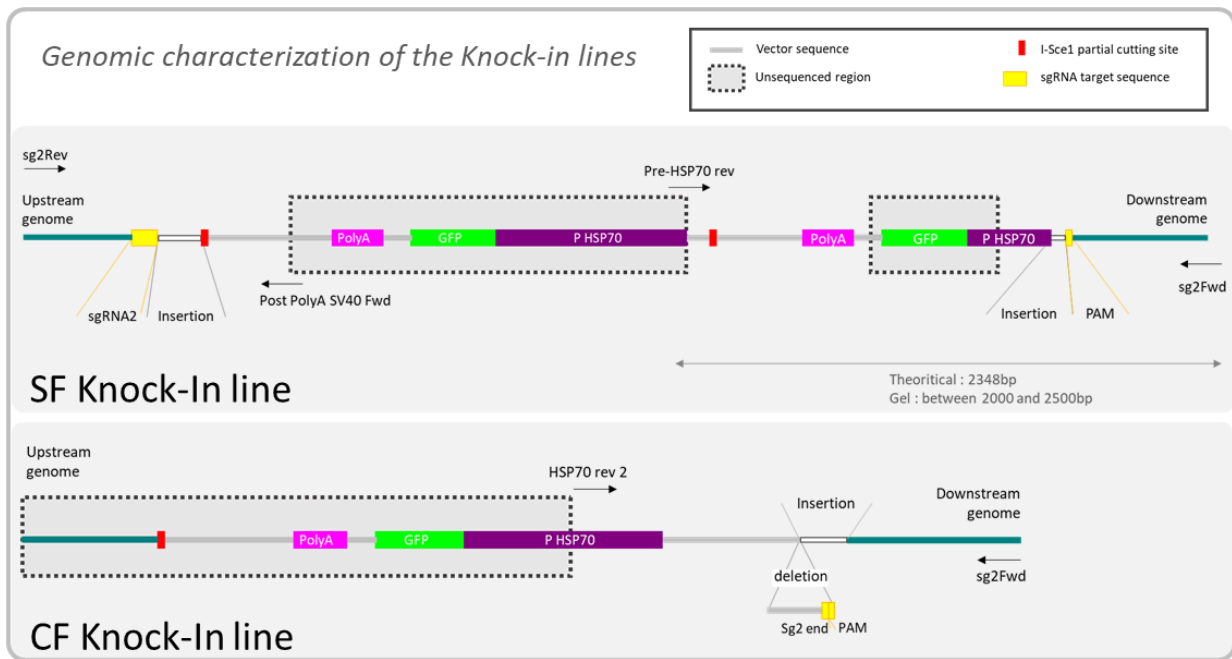 Genomic characterization of the Knock-in lines
Vector sequence
I-Sce1 partial cutting site
Unsequenced region
sgRNA target sequence
sg2Rev
Pre-HSP70 rev
Upstream
genome
Downstream
genome
PolyA
GFP
P HSP70
PolyA
GFP
P HSP70
Post PolyA SV40 Fwd
sg2Fwd
sgRNA2
Insertion
Insertion
PAM
SF Knock-In line
Theoritical : 2348bp
Gel : between 2000 and 2500bp
Upstream
genome
HSP70 rev 2
Insertion
Downstream
genome
PolyA
GFP
P HSP70
deletion
sg2Fwd
Sg2 end
PAM
CF Knock-In line